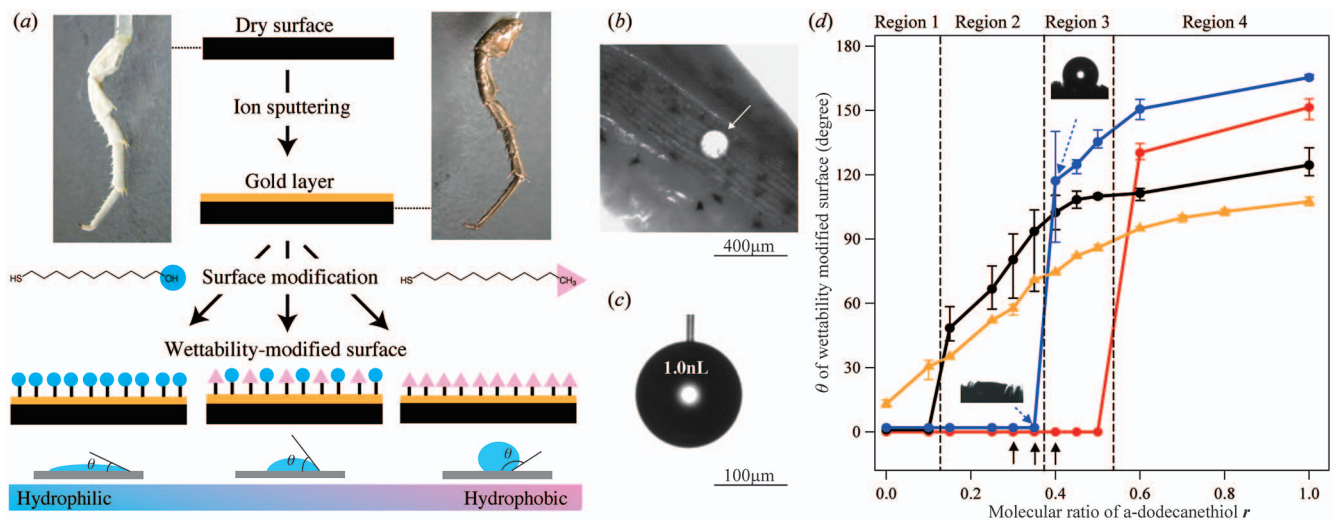 (a)
Dry surface
Ion sputtering
Gold layer
HS
OH
Surface modification
HS
CH3
Wettability-modified surface
θ
θ
θ
Hydrophilic
Hydrophobic
(b)
400μm
(c)
1.0nL
100μm
(d)
Region 1
Region 2
Region 3
Region 4
θ of wettability modified surface (degree)
180
150
120
90
60
30
0
0.0
0.2
0.4
0.6
0.8
1.0
Molecular ratio of a-dodecanethiol r